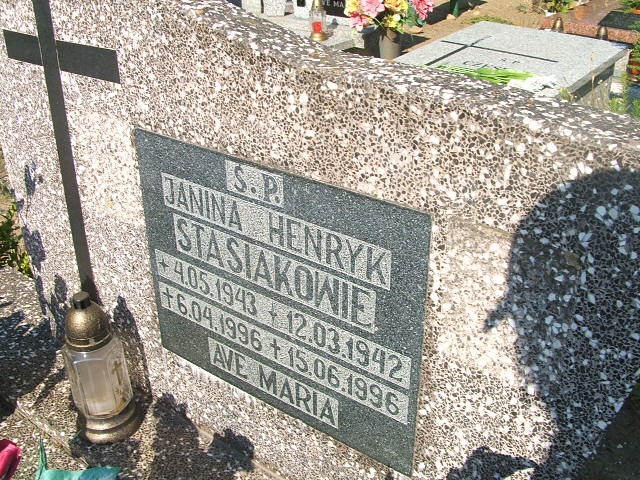 Ś. P.
JANINA HENRYK
STASIAKOWIE
* 4.05.1943 * 12.03.1942
† 6.04.1996 † 15.06.1996
AVE MARIA